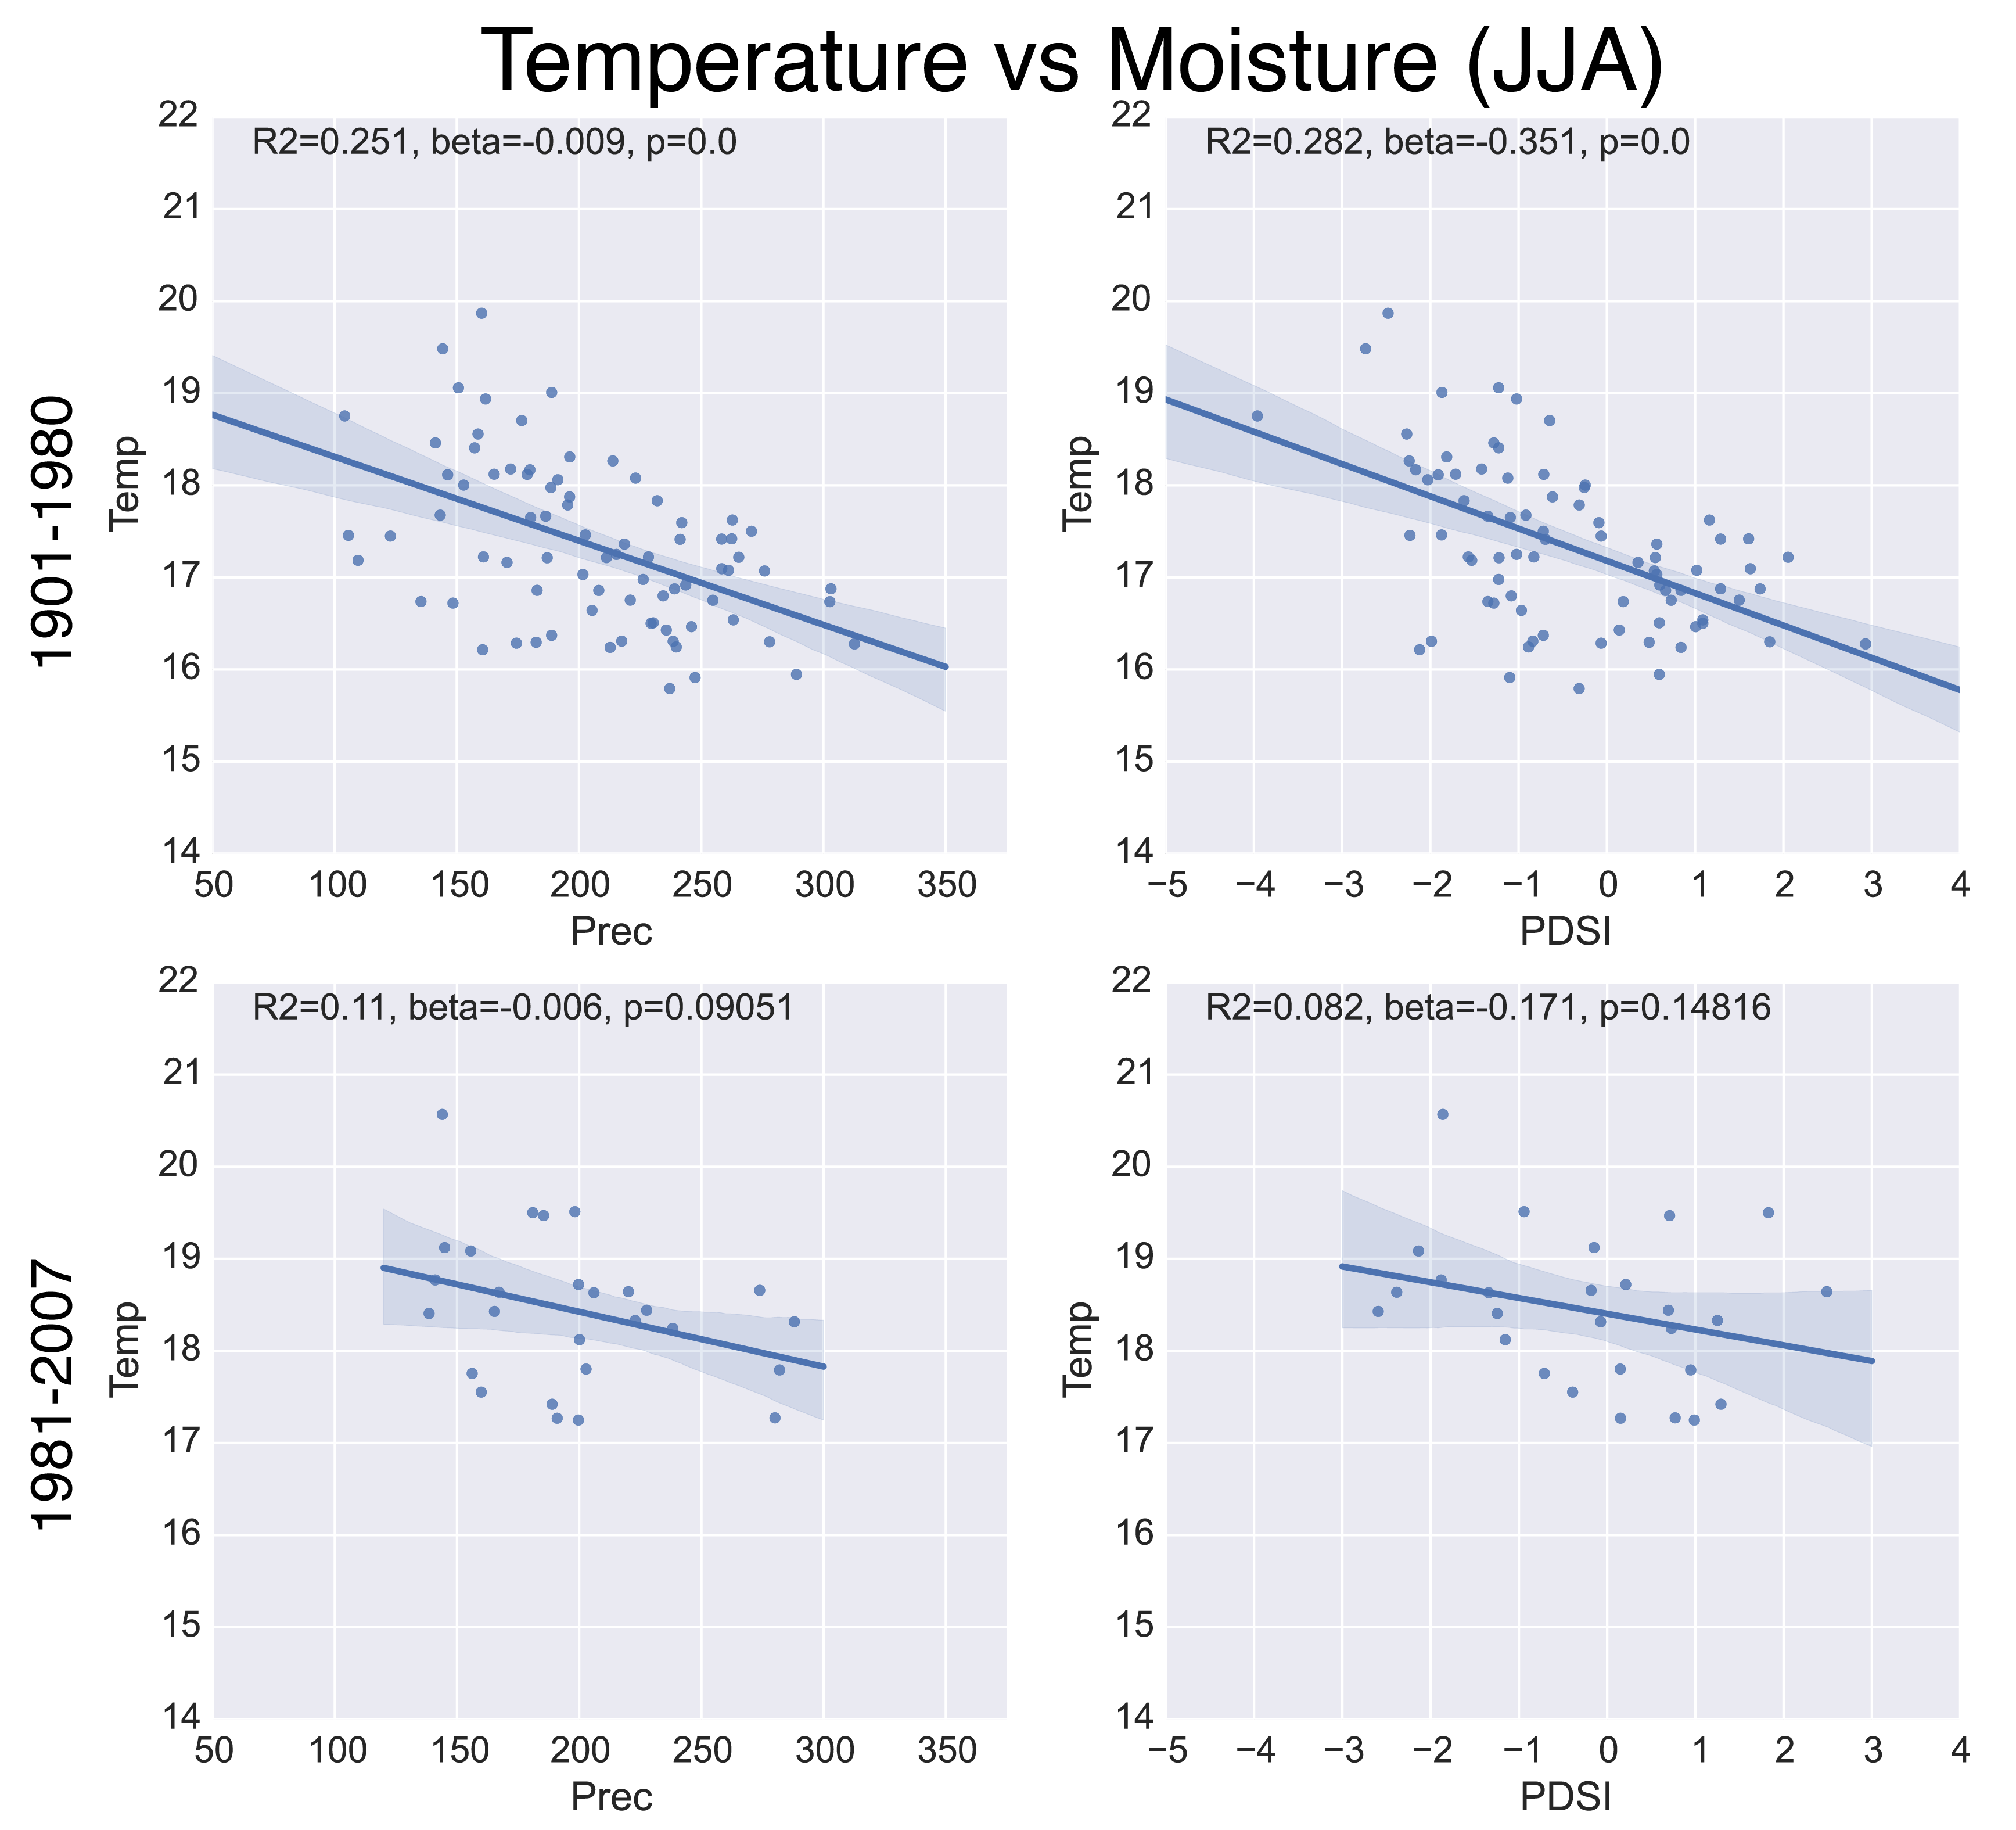 Temperature vs Moisture (JJA)
1901-1980
R2=0.251, beta=-0.009, p=0.0
Temp
22
21
20
19
18
17
16
15
14
50 100 150 200 250 300 350
Prec
R2=0.282, beta=-0.351, p=0.0
Temp
22
21
20
19
18
17
16
15
14
−5 −4 −3 −2 −1 0 1 2 3 4
PDSI
1981-2007
R2=0.11, beta=-0.006, p=0.09051
Temp
22
21
20
19
18
17
16
15
14
50 100 150 200 250 300 350
Prec
R2=0.082, beta=-0.171, p=0.14816
Temp
22
21
20
19
18
17
16
15
14
−5 −4 −3 −2 −1 0 1 2 3 4
PDSI